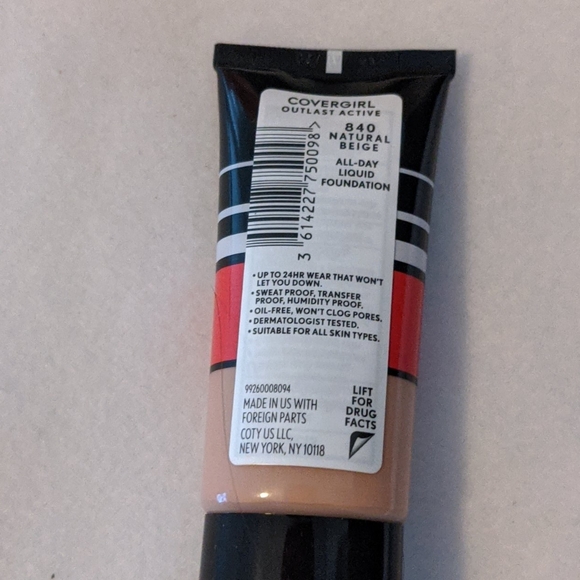 COVERGIRL
OUTLAST ACTIVE
840
NATURAL
BEIGE
ALL-DAY
LIQUID
FOUNDATION
3 614227 750098 >
• UP TO 24HR WEAR THAT WON'T
LET YOU DOWN.
• SWEAT PROOF, TRANSFER
PROOF, HUMIDITY PROOF.
• OIL-FREE, WON'T CLOG PORES.
• DERMATOLOGIST TESTED.
• SUITABLE FOR ALL SKIN TYPES.
99260008094
MADE IN US WITH
FOREIGN PARTS
COTY US LLC,
NEW YORK, NY 10118
LIFT
FOR
DRUG
FACTS